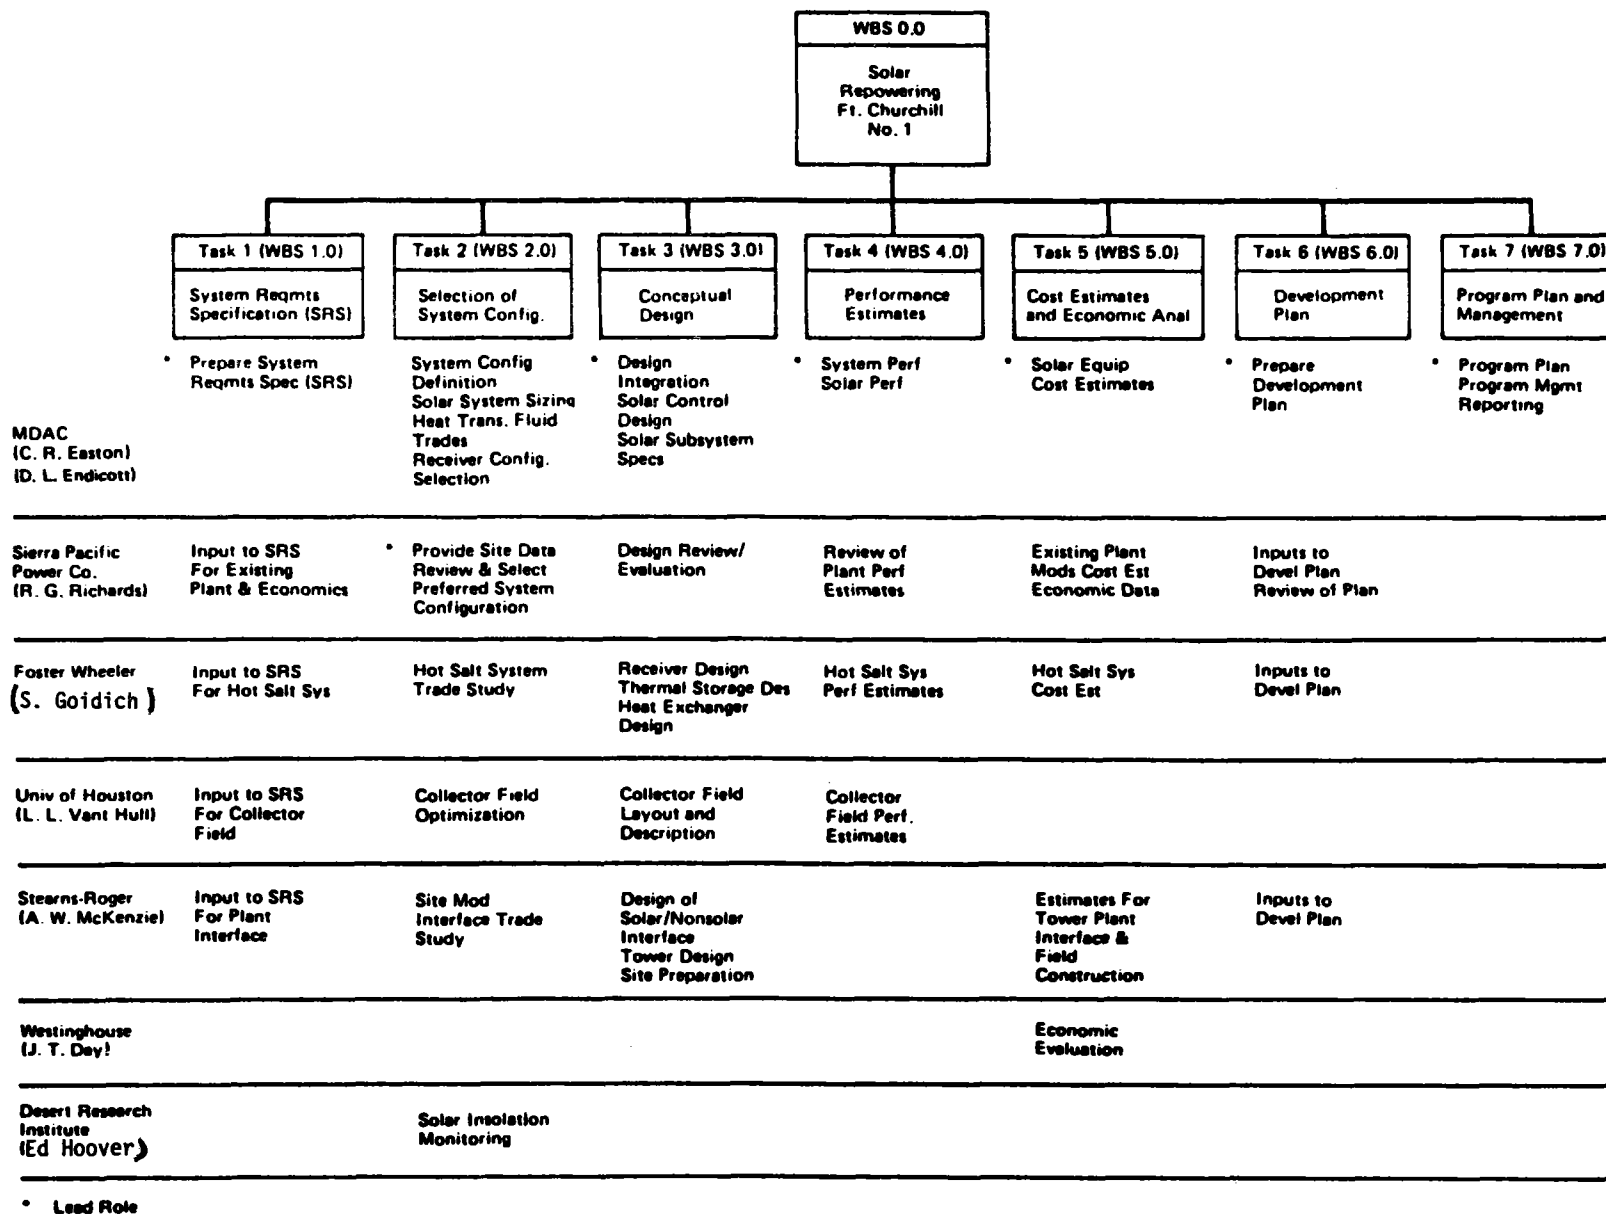 WBS 0.0
Solar
Repowering
Ft. Churchill
No. 1
Task 1 (WBS 1.0)
System Reqmts
Specification (SRS)
Task 2 (WBS 2.0)
Selection of
System Config.
Task 3 (WBS 3.0)
Conceptual
Design
Task 4 (WBS 4.0)
Performance
Estimates
Task 5 (WBS 5.0)
Cost Estimates
and Economic Anal
Task 6 (WBS 6.0)
Development
Plan
Task 7 (WBS 7.0)
Program Plan and
Management
MDAC
(C. R. Easton)
(D. L. Endicott)
* Prepare System
Reqmts Spec (SRS)
System Config
Definition
Solar System Sizing
Heat Trans. Fluid
Trades
Receiver Config.
Selection
* Design
Integration
Solar Control
Design
Solar Subsystem
Specs
* System Perf
Solar Perf
* Solar Equip
Cost Estimates
* Prepare
Development
Plan
* Program Plan
Program Mgmt
Reporting
Sierra Pacific
Power Co.
(R. G. Richards)
Input to SRS
For Existing
Plant & Economics
* Provide Site Data
Review & Select
Preferred System
Configuration
Design Review/
Evaluation
Review of
Plant Perf
Estimates
Existing Plant
Mods Cost Est
Economic Data
Inputs to
Devel Plan
Review of Plan
Foster Wheeler
(S. Goidich)
Input to SRS
For Hot Salt Sys
Hot Salt System
Trade Study
Receiver Design
Thermal Storage Des
Heat Exchanger
Design
Hot Salt Sys
Perf Estimates
Hot Salt Sys
Cost Est
Inputs to
Devel Plan
Univ of Houston
(L. L. Vant Hull)
Input to SRS
For Collector
Field
Collector Field
Optimization
Collector Field
Layout and
Description
Collector
Field Perf.
Estimates
Stearns-Roger
(A. W. McKenzie)
Input to SRS
For Plant
Interface
Site Mod
Interface Trade
Study
Design of
Solar/Nonsolar
Interface
Tower Design
Site Preparation
Estimates For
Tower Plant
Interface &
Field
Construction
Inputs to
Devel Plan
Westinghouse
(J. T. Day)
Economic
Evaluation
Desert Research
Institute
(Ed Hoover)
Solar Insolation
Monitoring
* Lead Role